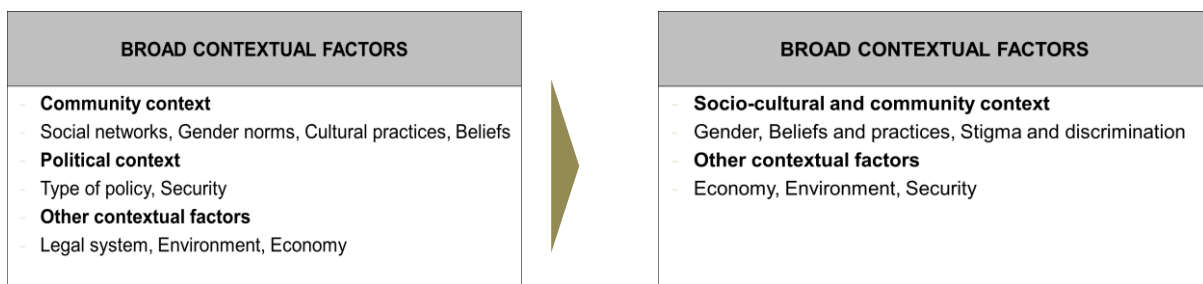 BROAD CONTEXTUAL FACTORS
- Community context
- Social networks, Gender norms, Cultural practices, Beliefs
- Political context
- Type of policy, Security
- Other contextual factors
- Legal system, Environment, Economy
BROAD CONTEXTUAL FACTORS
- Socio-cultural and community context
- Gender, Beliefs and practices, Stigma and discrimination
- Other contextual factors
- Economy, Environment, Security